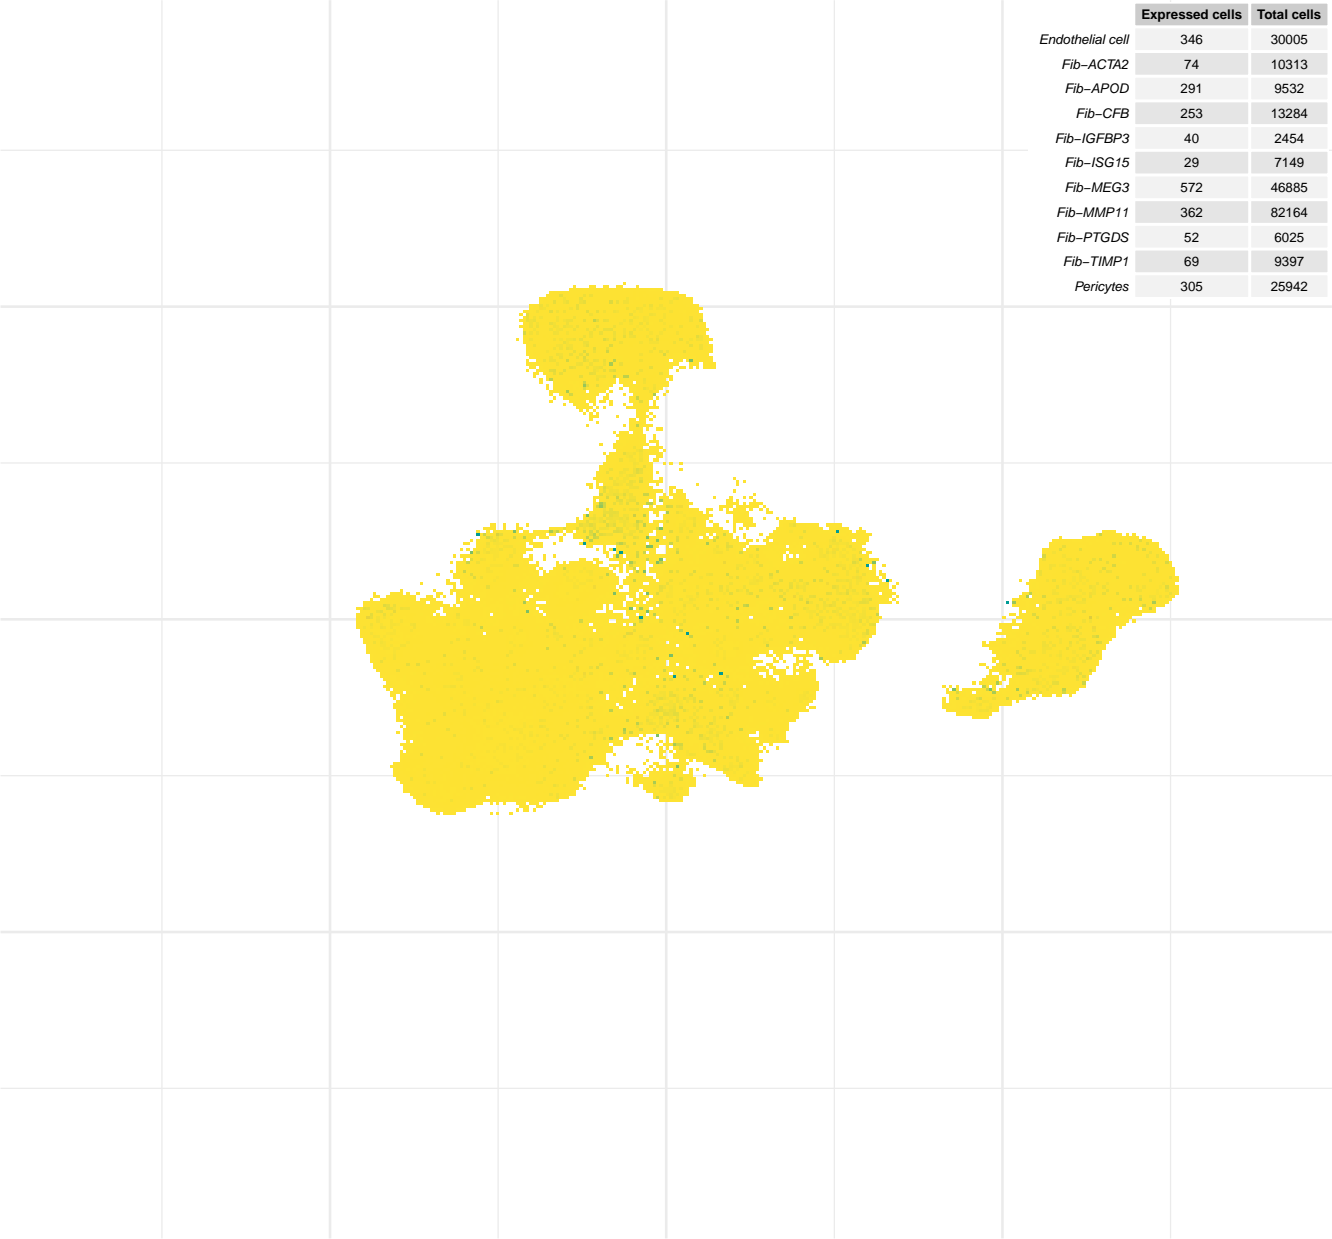 Expressed cells Total cells
Endothelial cell 346 30005
Fib−ACTA2 74 10313
Fib−APOD 291 9532
Fib−CFB 253 13284
Fib−IGFBP3 40 2454
Fib−ISG15 29 7149
Fib−MEG3 572 46885
Fib−MMP11 362 82164
Fib−PTGDS 52 6025
Fib−TIMP1 69 9397
Pericytes 305 25942